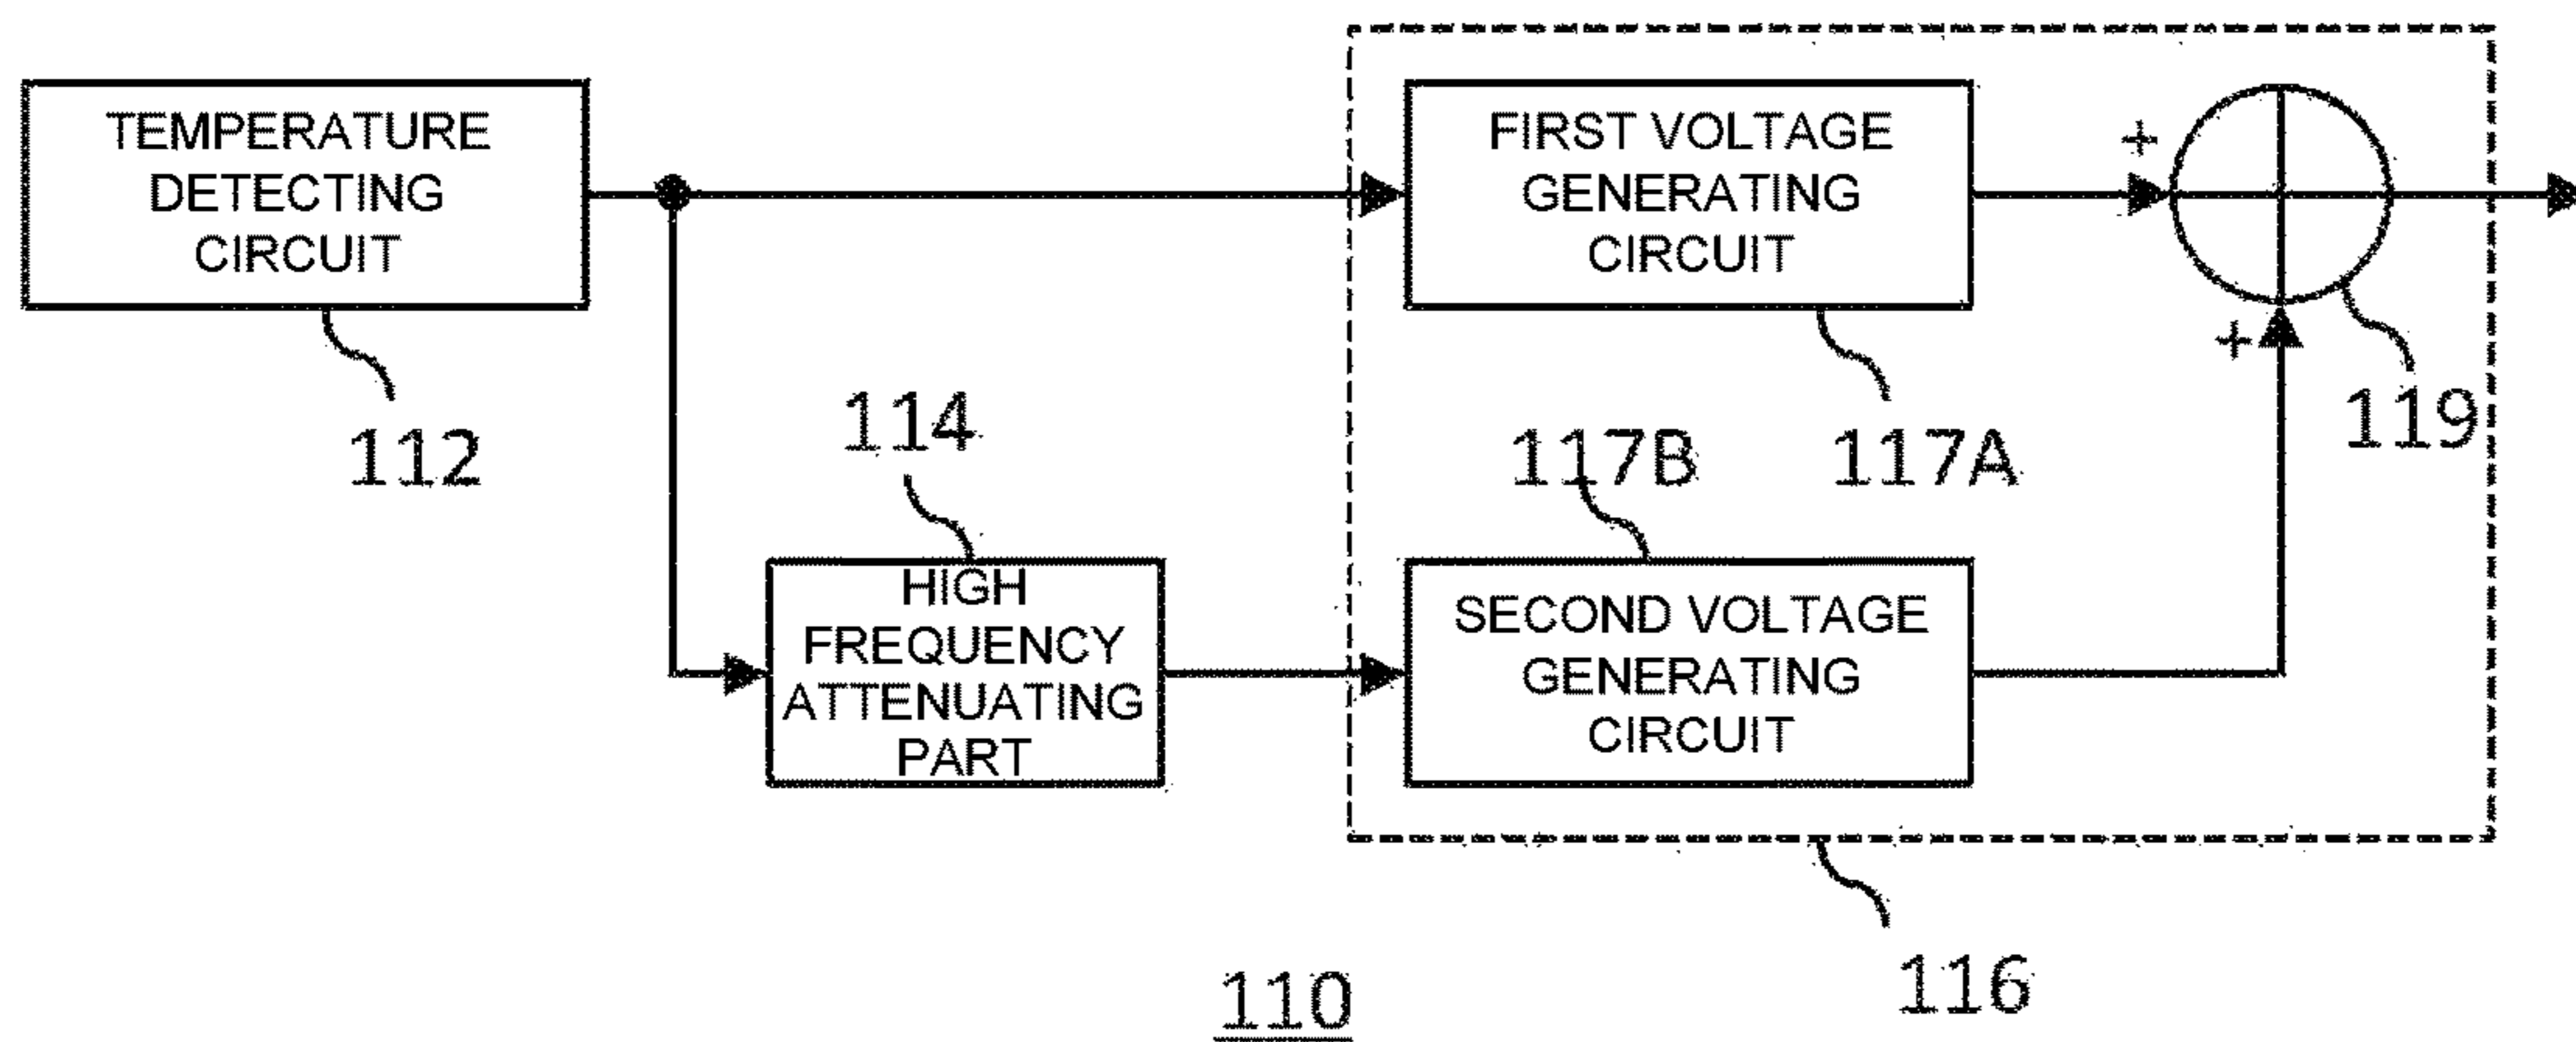 TEMPERATURE
DETECTING
CIRCUIT
112
FIRST VOLTAGE
GENERATING
CIRCUIT
117A
+
+
119
114
HIGH
FREQUENCY
ATTENUATING
PART
117B
SECOND VOLTAGE
GENERATING
CIRCUIT
116
110